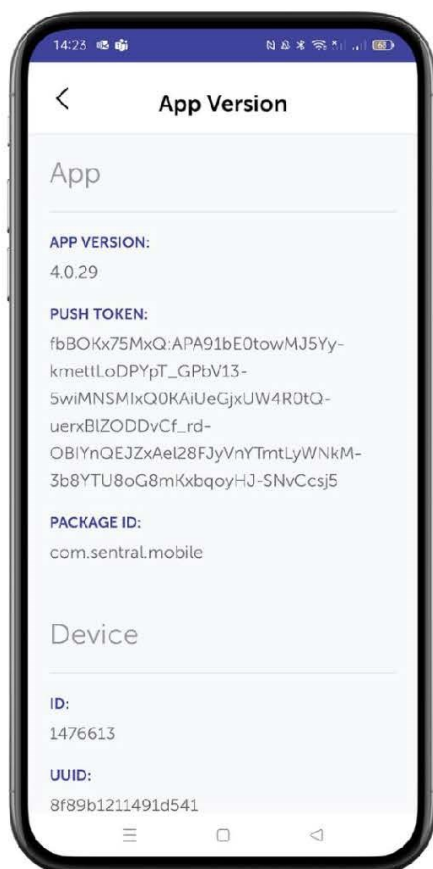 14:23
App Version
App
APP VERSION:
4.0.29
PUSH TOKEN:
fbBOKx75MxQ:APA91bE0towMJ5Yy-
kmettLoDPYpT_GPbV13-
5wiMNSMIxQ0KAiUeGjxUW4R0tQ-
uerxBlZODDvCf_rd-
OBIYnQEJZxAel28FJyVnYTmtLyWNkM-
3b8YTU8oG8mKxbqoyHJ-SNvCcsj5
PACKAGE ID:
com.sentral.mobile
Device
ID:
1476613
UUID:
8f89b1211491d541